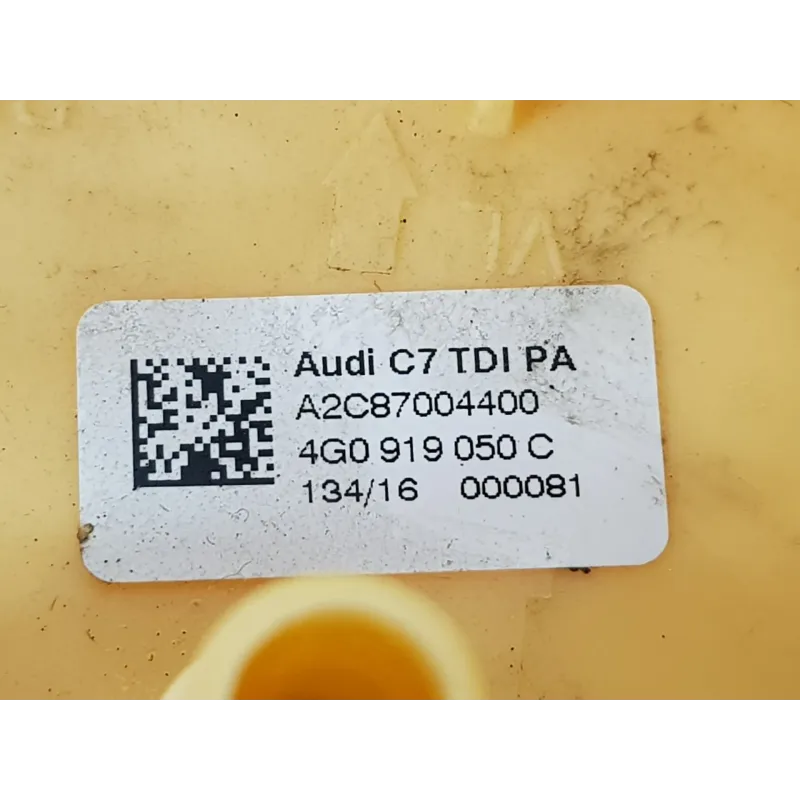 Audi C7 TDI PA
A2C87004400
4G0 919 050 C
134/16 000081